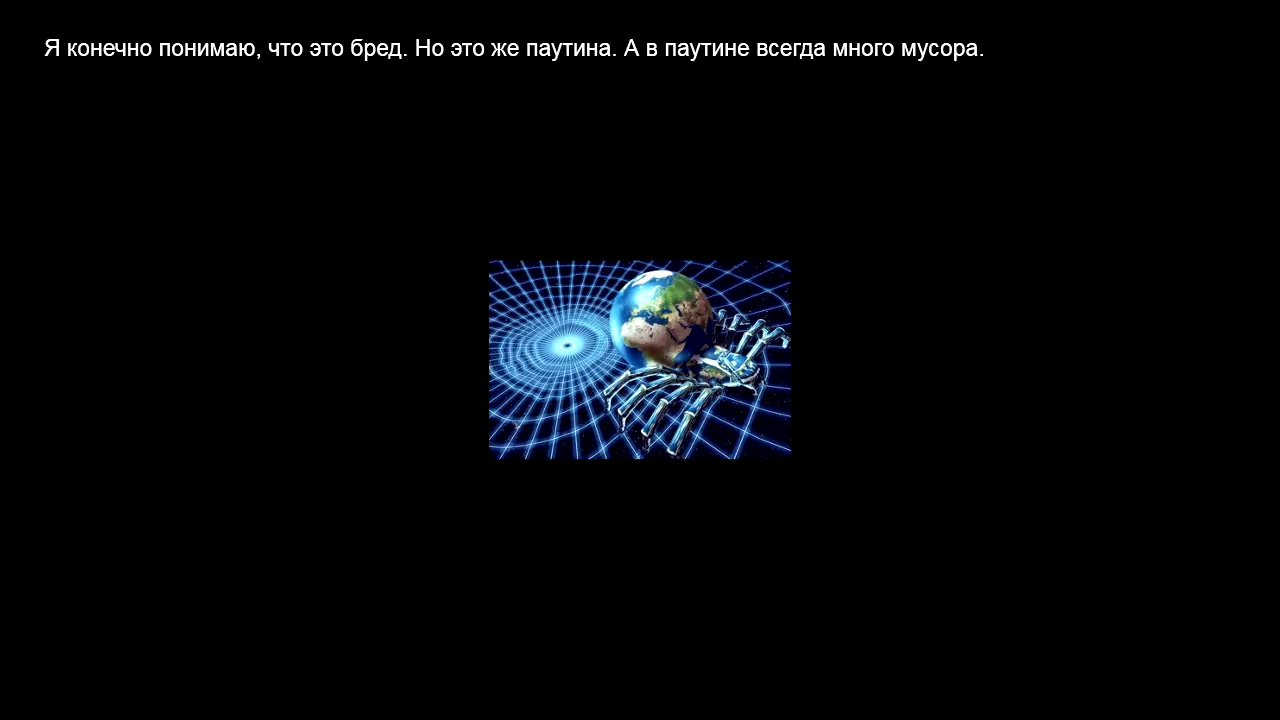 Я конечно понимаю, что это бред. Но это же паутина. А в паутине всегда много мусора.